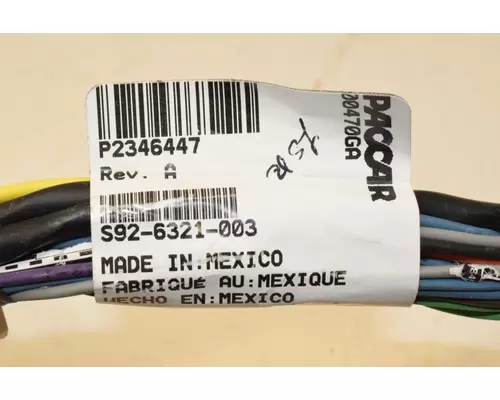 P2346447
Rev. A
S92-6321-003
MADE IN:MEXICO
FABRIQUÉ AU:MEXIQUE
HECHO EN:MEXICO
PACCAR
00470GA